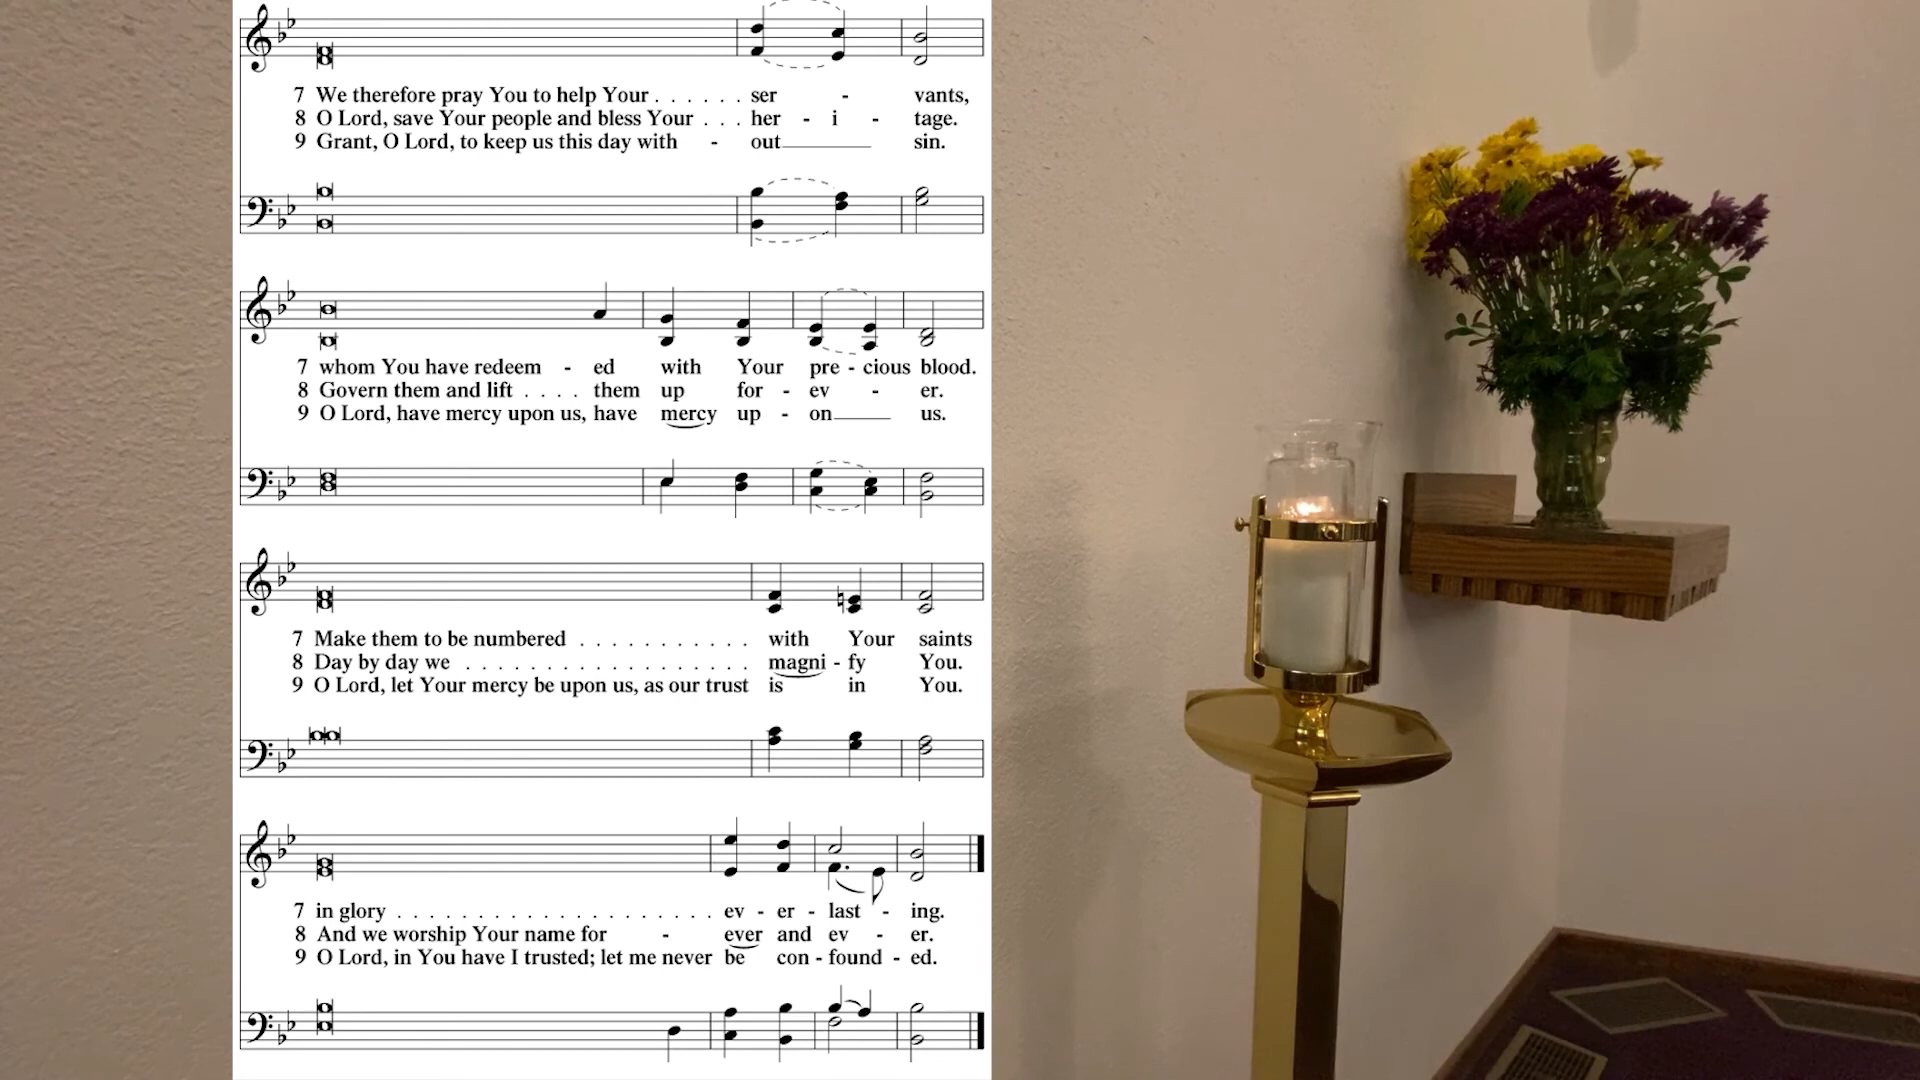 7 We therefore pray You to help Your . . . . . . ser - vants,
8 O Lord, save Your people and bless Your . . . her - i - tage.
9 Grant, O Lord, to keep us this day with - out sin.
7 whom You have redeem - ed with Your pre - cious blood.
8 Govern them and lift . . . . them up for - ev - er.
9 O Lord, have mercy upon us, have mercy up - on us.
7 Make them to be numbered . . . . . . . . . . . with Your saints
8 Day by day we . . . . . . . . . . . . . . . . . . magni - fy You.
9 O Lord, let Your mercy be upon us, as our trust is in You.
7 in glory . . . . . . . . . . . . . . . . . . . . ev - er - last - ing.
8 And we worship Your name for - ever and ev - er.
9 O Lord, in You have I trusted; let me never be con - found - ed.